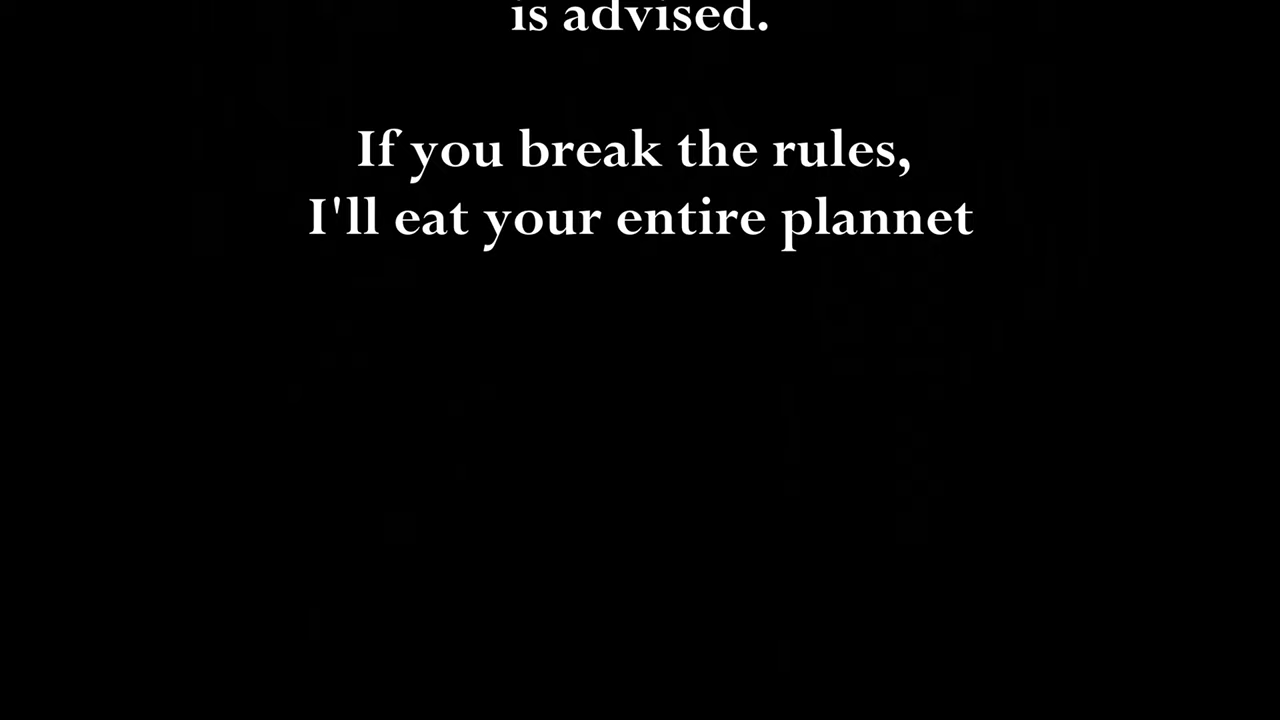 is advised.
If you break the rules,
I'll eat your entire plannet